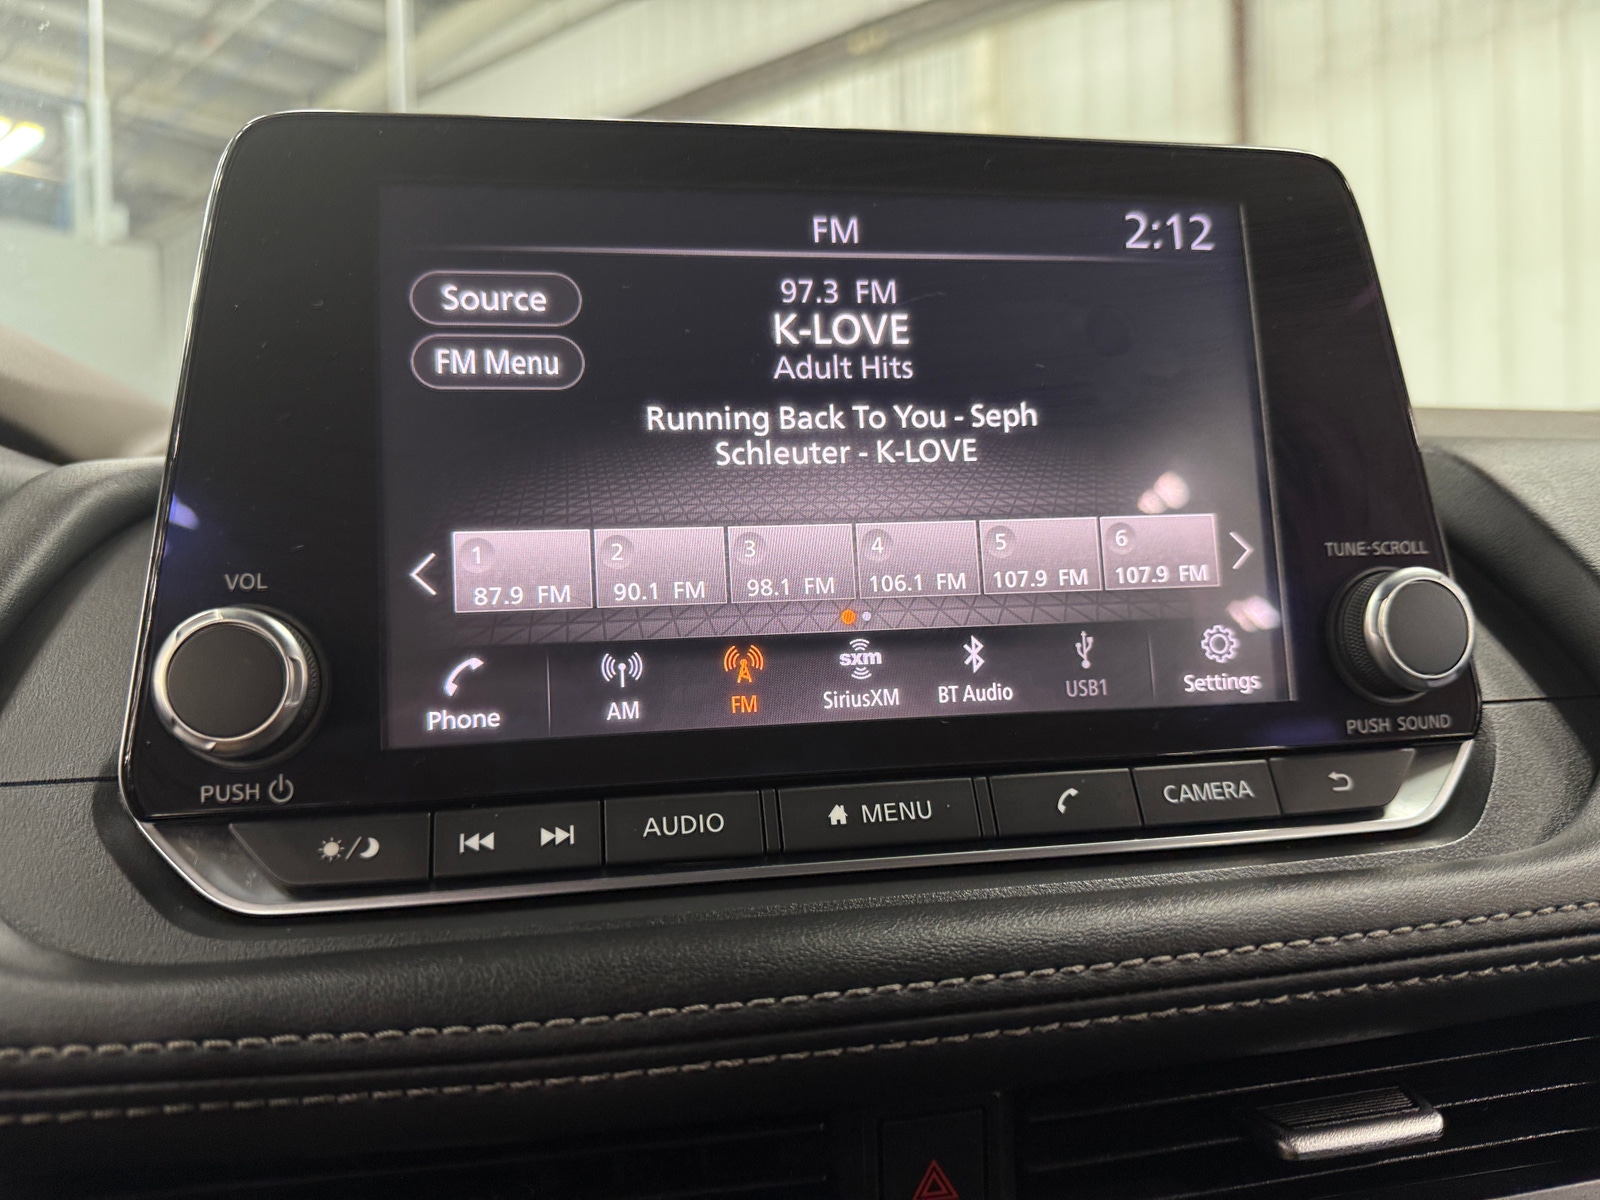 FM
2:12
Source
97.3 FM
K-LOVE
FM Menu
Adult Hits
Running Back To You - Seph
Schleuter - K-LOVE
1
87.9 FM
2
90.1 FM
3
98.1 FM
4
106.1 FM
5
107.9 FM
6
107.9 FM
Phone
AM
FM
sxm
SiriusXM
BT Audio
USB1
Settings
VOL
PUSH
TUNE·SCROLL
PUSH SOUND
AUDIO
MENU
CAMERA